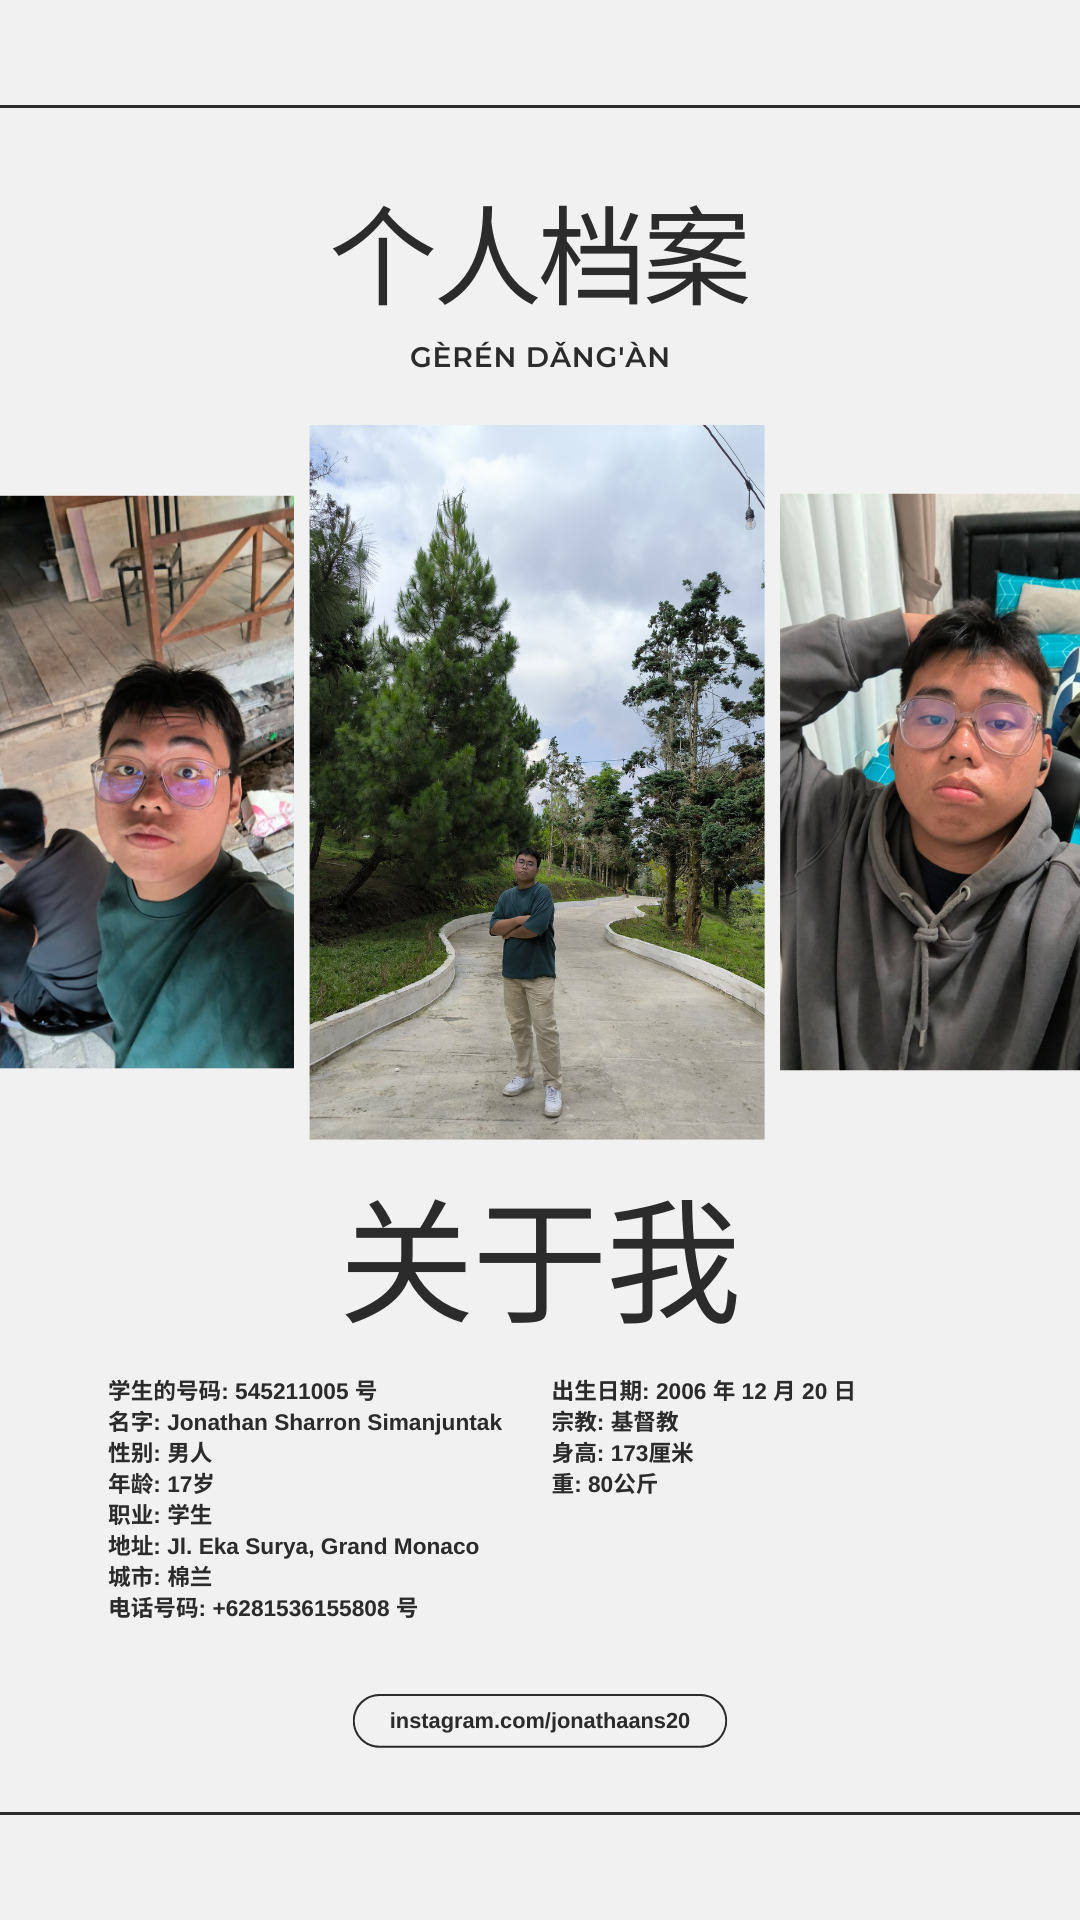 个人档案
GÈRÉN DǍNG'ÀN
关于我
学生的号码: 545211005 号
名字: Jonathan Sharron Simanjuntak
性别: 男人
年龄: 17岁
职业: 学生
地址: Jl. Eka Surya, Grand Monaco
城市: 棉兰
电话号码: +6281536155808 号
出生日期: 2006 年 12 月 20 日
宗教: 基督教
身高: 173厘米
重: 80公斤
instagram.com/jonathaans20